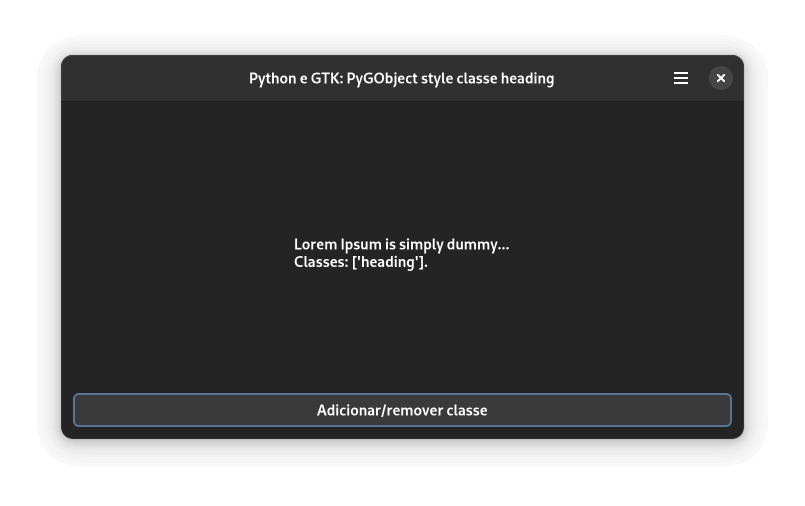 Python e GTK: PyGObject style classe heading
Lorem Ipsum is simply dummy...
Classes: ['heading'].
Adicionar/remover classe